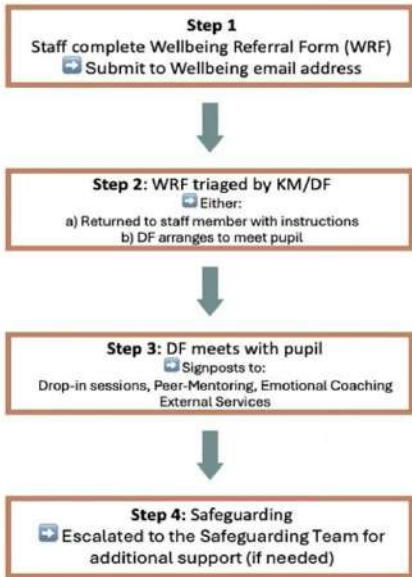 Step 1
Staff complete Wellbeing Referral Form (WRF)
➡ Submit to Wellbeing email address
Step 2: WRF triaged by KM/DF
➡ Either:
a) Returned to staff member with instructions
b) DF arranges to meet pupil
Step 3: DF meets with pupil
➡ Signposts to:
Drop-in sessions, Peer-Mentoring, Emotional Coaching
External Services
Step 4: Safeguarding
➡ Escalated to the Safeguarding Team for
additional support (if needed)